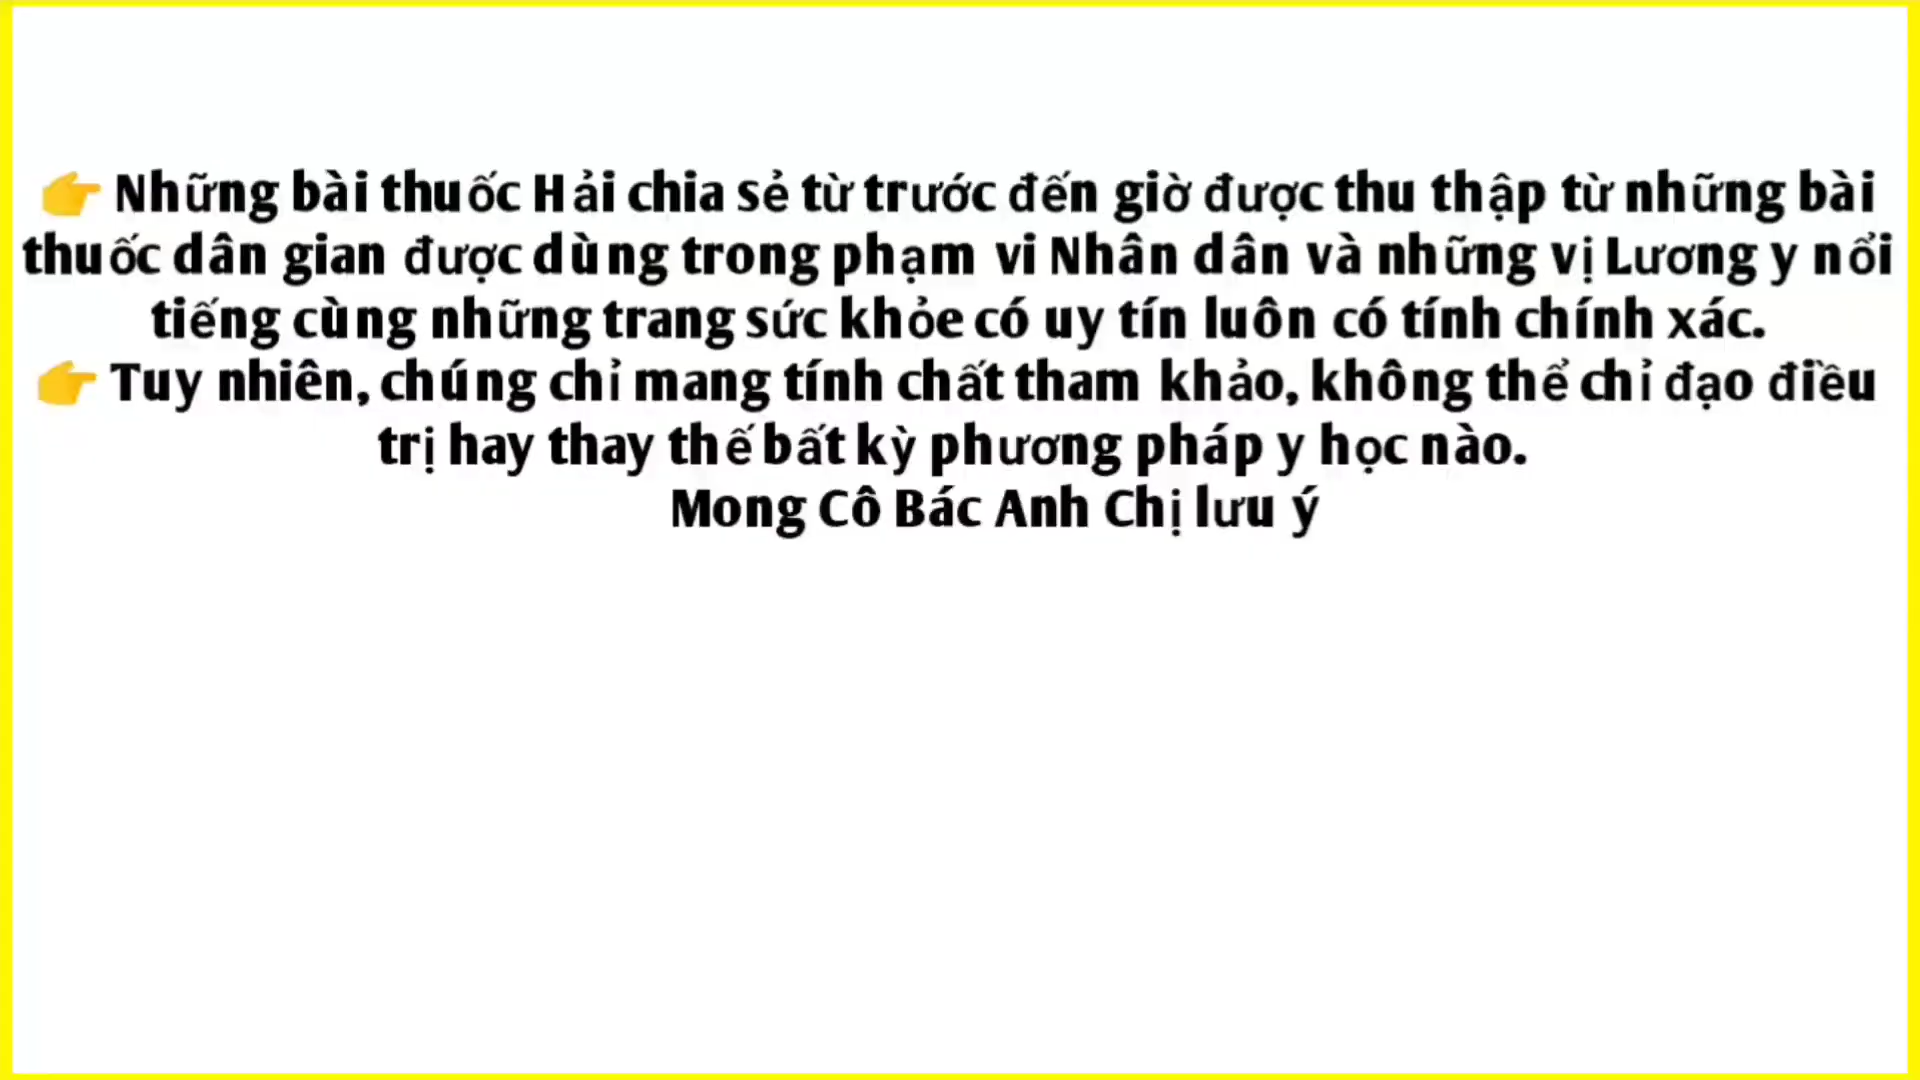 👉 Những bài thuốc Hải chia sẻ từ trước đến giờ được thu thập từ những bài
thuốc dân gian được dùng trong phạm vi Nhân dân và những vị Lương y nổi
tiếng cùng những trang sức khỏe có uy tín luôn có tính chính xác.
👉 Tuy nhiên, chúng chỉ mang tính chất tham khảo, không thể chỉ đạo điều
trị hay thay thế bất kỳ phương pháp y học nào.
Mong Cô Bác Anh Chị lưu ý